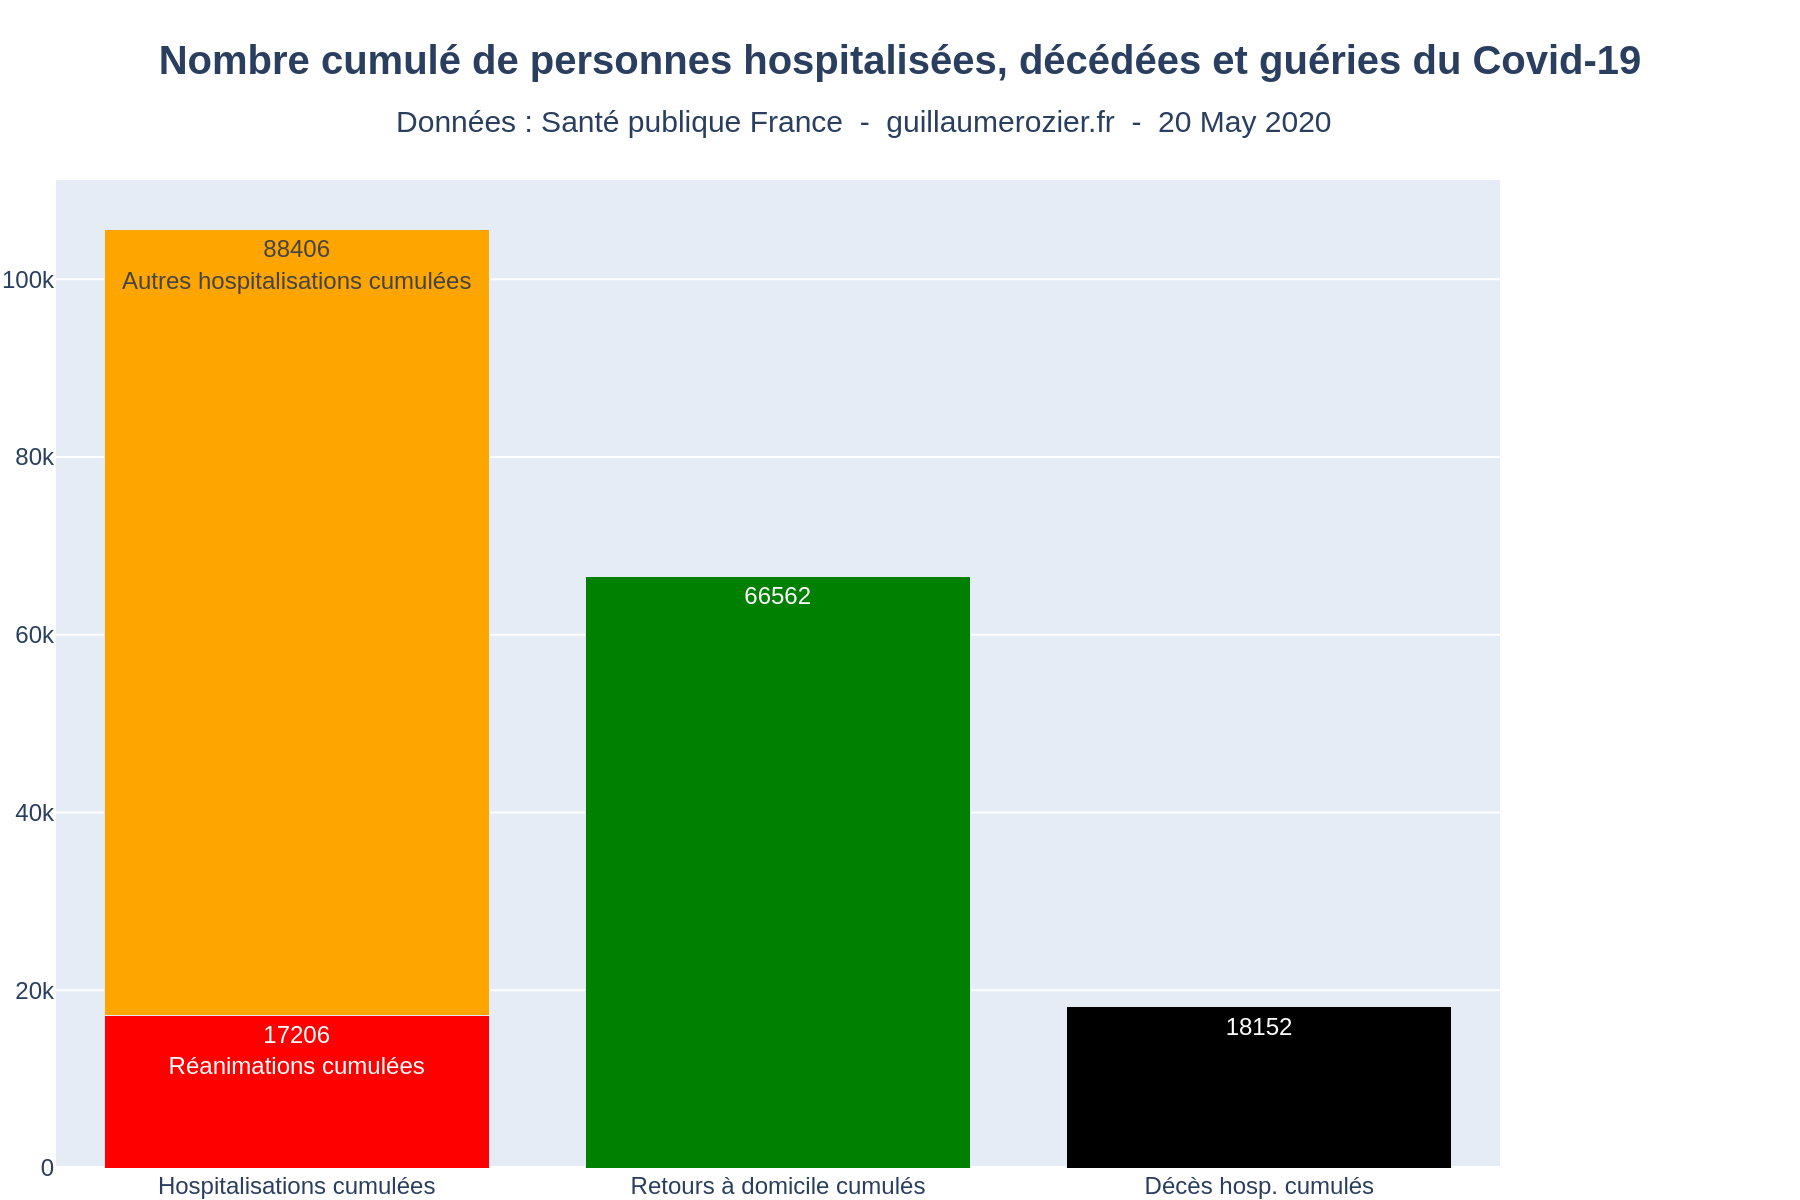 Nombre cumulé de personnes hospitalisées, décédées et guéries du Covid-19
Données : Santé publique France - guillaumerozier.fr - 20 May 2020
88406
Autres hospitalisations cumulées
100k
80k
66562
60k
40k
20k
17206
Réanimations cumulées
18152
0
Hospitalisations cumulées
Retours à domicile cumulés
Décès hosp. cumulés